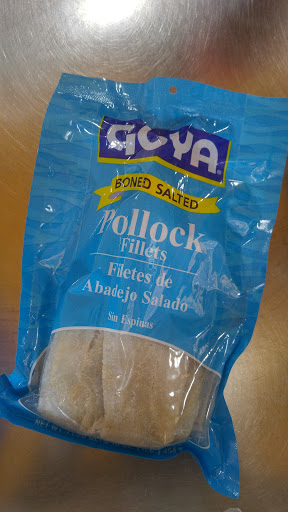 GOYA
BONED SALTED
Pollock
Fillets
Filetes de
Abadejo Salado
Sin Espinas